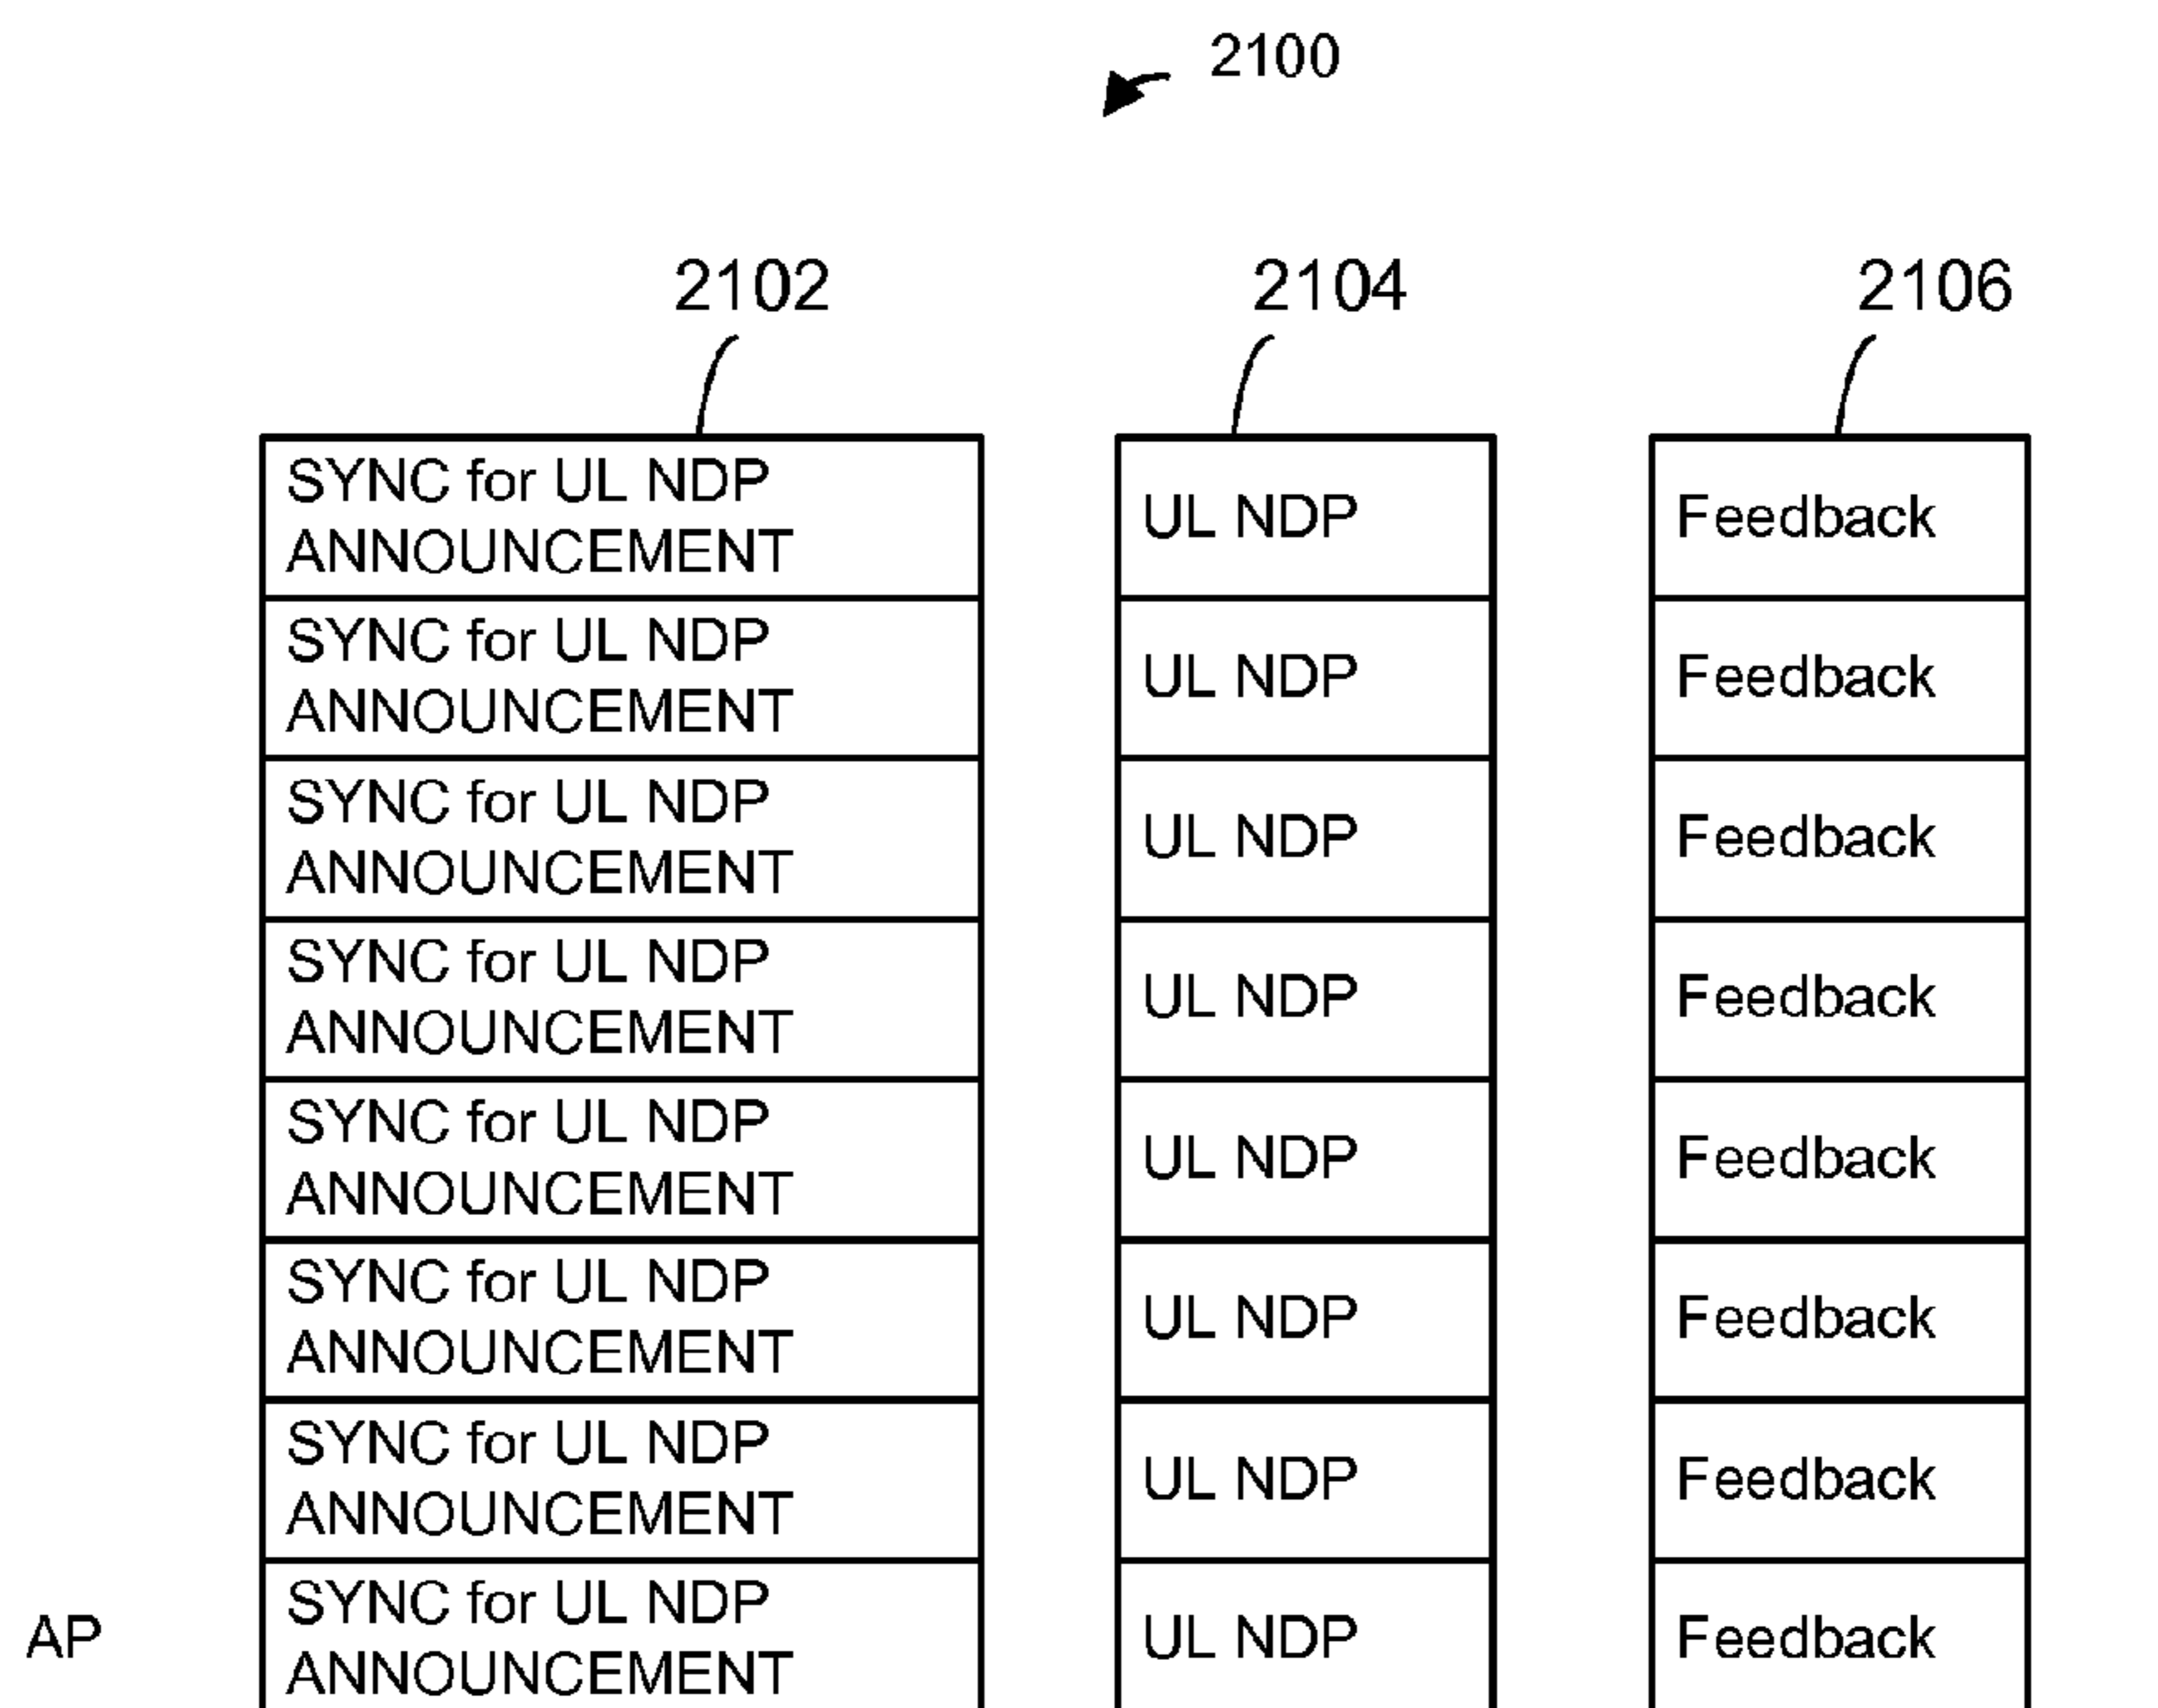 2100
2102 2104 2106
SYNC for UL NDP
ANNOUNCEMENT
UL NDP
Feedback
SYNC for UL NDP
ANNOUNCEMENT
UL NDP
Feedback
SYNC for UL NDP
ANNOUNCEMENT
UL NDP
Feedback
SYNC for UL NDP
ANNOUNCEMENT
UL NDP
Feedback
SYNC for UL NDP
ANNOUNCEMENT
UL NDP
Feedback
SYNC for UL NDP
ANNOUNCEMENT
UL NDP
Feedback
SYNC for UL NDP
ANNOUNCEMENT
UL NDP
Feedback
AP
SYNC for UL NDP
ANNOUNCEMENT
UL NDP
Feedback